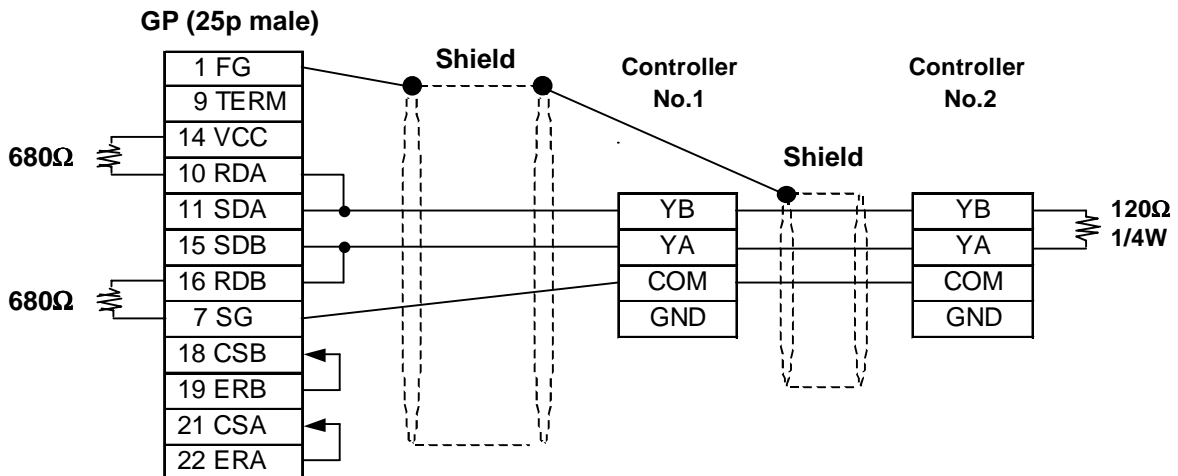 GP (25p male)
1 FG
9 TERM
14 VCC
10 RDA
11 SDA
15 SDB
16 RDB
7 SG
18 CSB
19 ERB
21 CSA
22 ERA
680Ω
680Ω
Shield
Controller
No.1
YB
YA
COM
GND
Shield
Controller
No.2
YB
YA
COM
GND
120Ω
1/4W